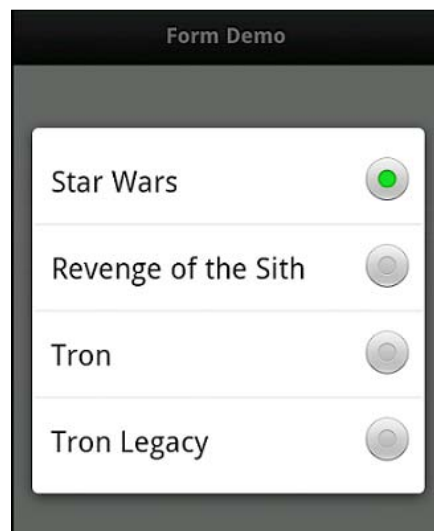 Form Demo
Star Wars
Revenge of the Sith
Tron
Tron Legacy